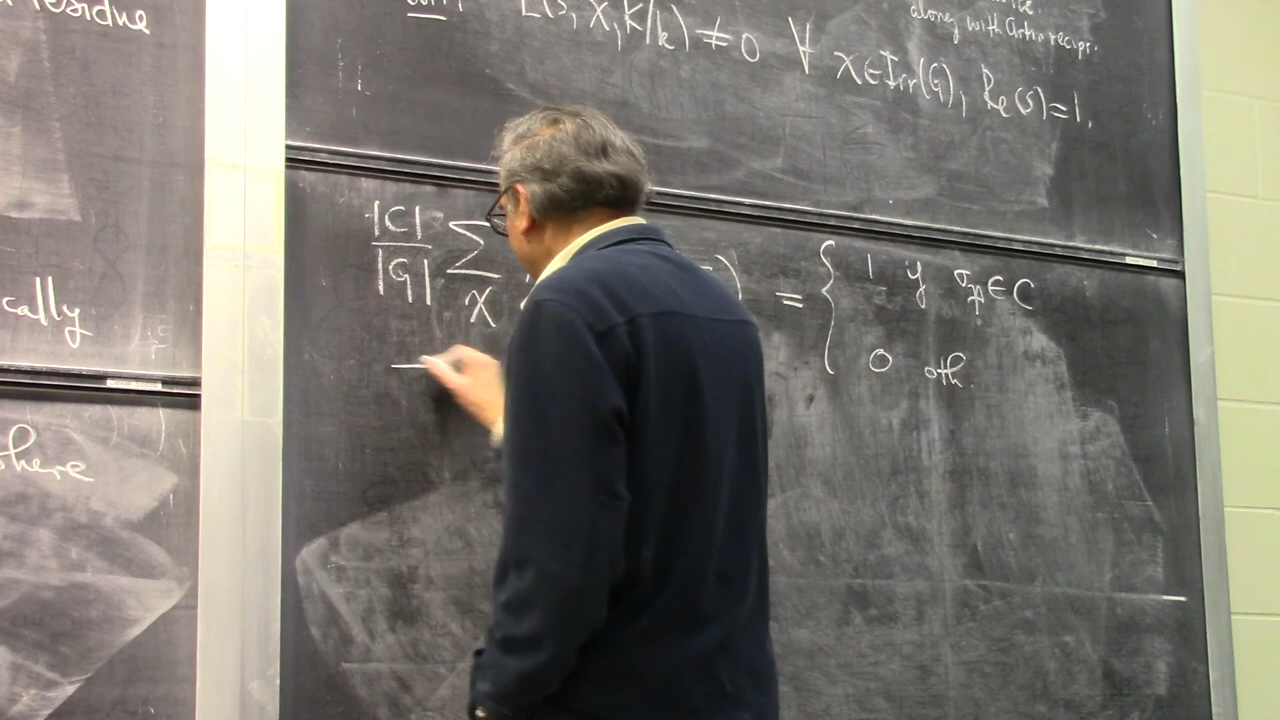 residue
cally
here
L(s, χ, K/k) ≠ 0 ∀ χ ∈ Irr(G), Re(s)=1.
along with Artin recipr.
|C| / |G| Σ_χ ) = { 1 if σ_p ∈ C
0 oth.